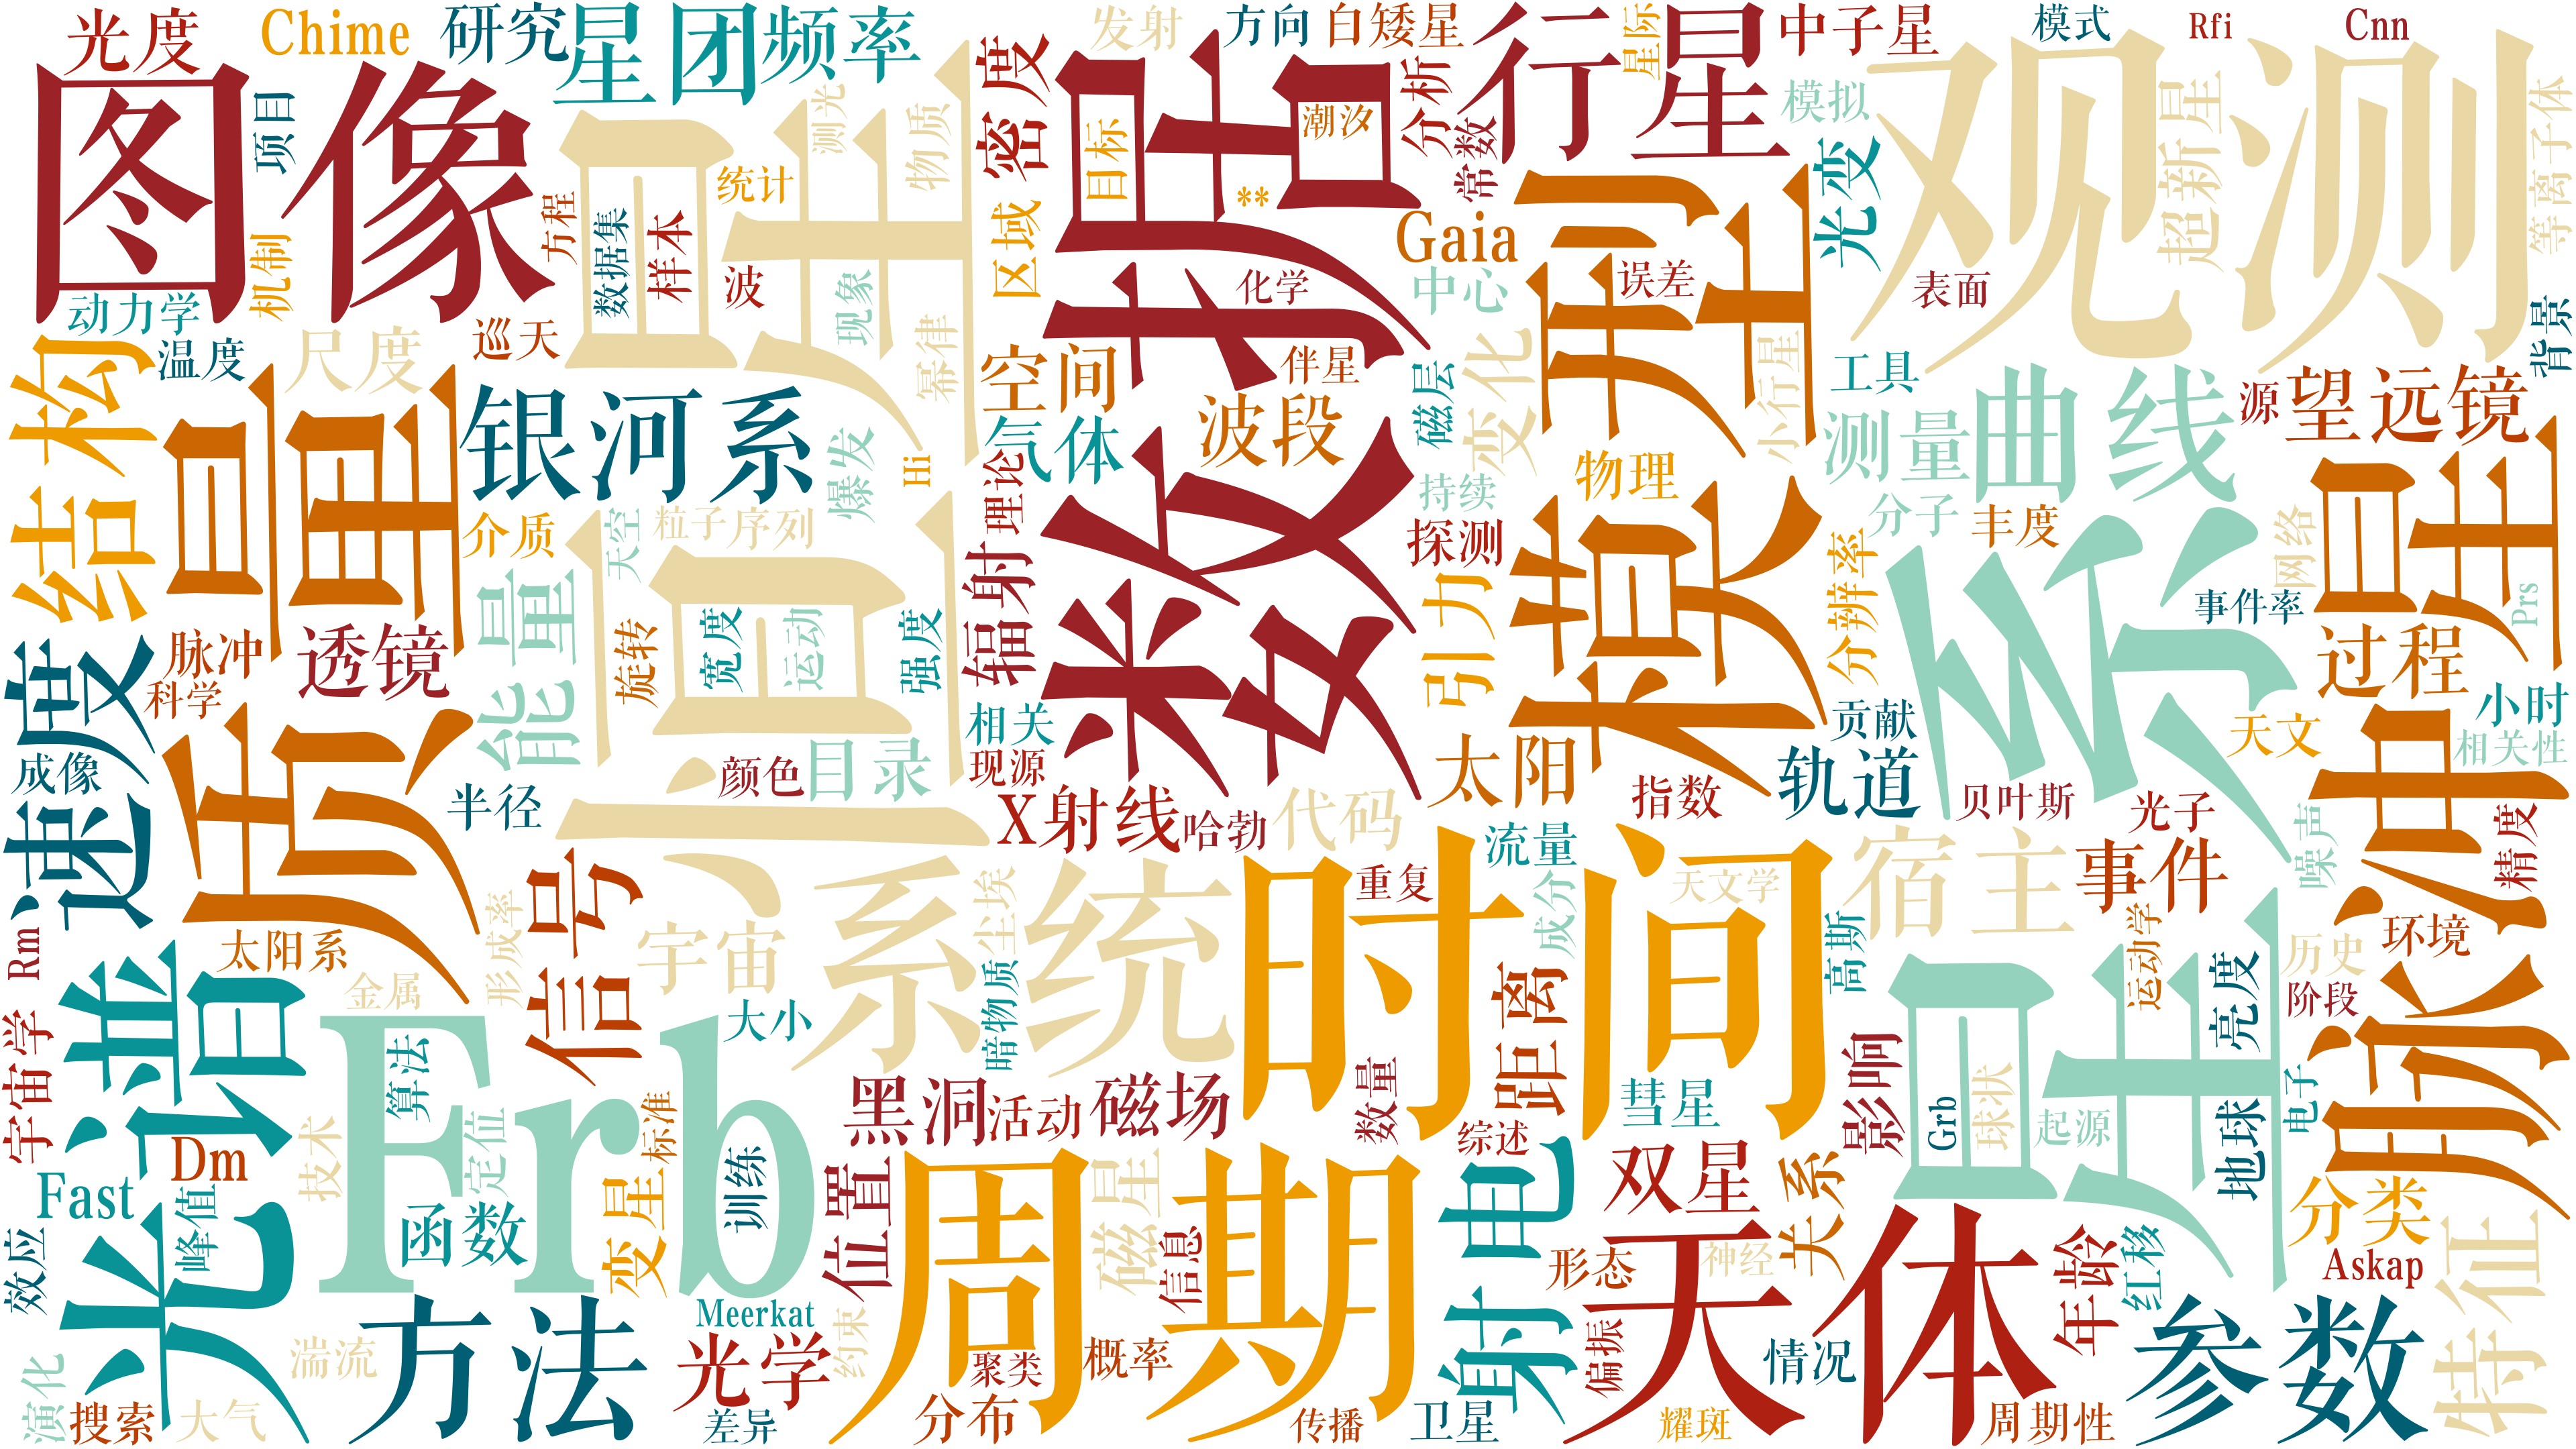 光度
Chime
研究
星团
频率
发射
方向
白矮星
行星
星际
中子星
模式
Rfi
Cnn
图像
项目
恒星
测光
物质
密度
数据
目标
潮汐
分析
常数
模拟
观测
超新星
等离子体
机制
方程
数据集
样本
统计
波
现象
区域
**
化学
Gaia
模型
误差
光变
表面
背景
动力学
温度
尺度
巡天
幂律
空间
伴星
中心
变化
小行星
工具
结构
质量
银河系
爆发
Hi
气体
波段
磁层
物理
测量
曲线
源
望远镜
介质
天空
粒子
序列
理论
持续
探测
分子
丰度
网络
星系
星
脉冲
透镜
能量
旋转
宽度
运动
强度
辐射
引力
分辨率
事件率
Prs
过程
速度
科学
成像
半径
颜色
目录
相关
现源
太阳
指数
贡献
轨道
贝叶斯
光子
天文
小时
相关性
X射线
哈勃
代码
流量
宿主
事件
噪声
精度
脉冲
Rm
光谱
太阳系
金属
形成率
信号
宇宙
系统
尘埃
时间
重复
成分
天文学
高斯
运动学
亮度
历史
环境
阶段
宇宙学
Frb
算法
大小
暗物质
距离
数量
影响
Grb
球状
起源
地球
电子
Dm
Fast
技术
定位
标准
训练
黑洞
活动
磁场
彗星
综述
双星
关系
峰值
函数
变星
位置
周期
磁星
信息
射电
形态
神经
天体
年龄
红移
分类
Askap
特征
效应
湍流
方法
Meerkat
光学
约束
聚类
概率
偏振
情况
参数
演化
搜索
大气
差异
分布
传播
卫星
耀斑
周期性